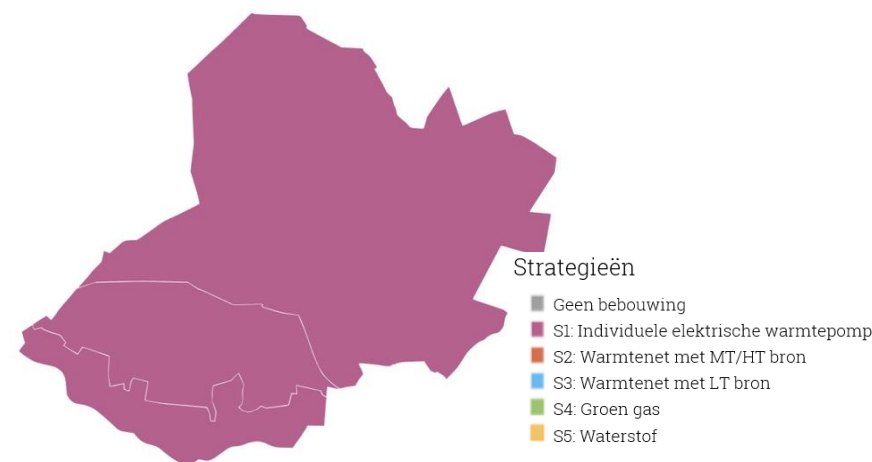 Strategieën
Geen bebouwing
S1: Individuele elektrische warmtepomp
S2: Warmtenet met MT/HT bron
S3: Warmtenet met LT bron
S4: Groen gas
S5: Waterstof